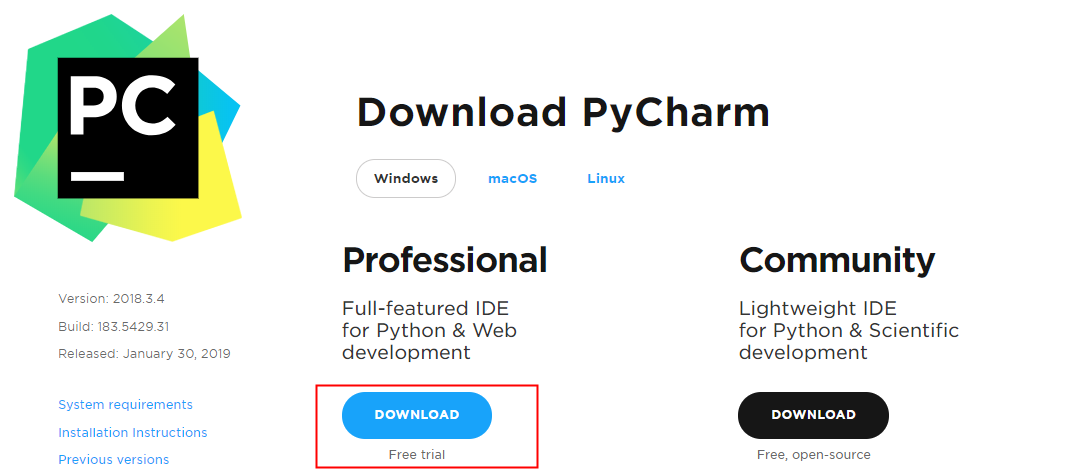 PC
Download PyCharm
Windows
macOS
Linux
Version: 2018.3.4
Build: 183.5429.31
Released: January 30, 2019
System requirements
Installation Instructions
Previous versions
Professional
Full-featured IDE
for Python & Web
development
DOWNLOAD
Free trial
Community
Lightweight IDE
for Python & Scientific
development
DOWNLOAD
Free, open-source